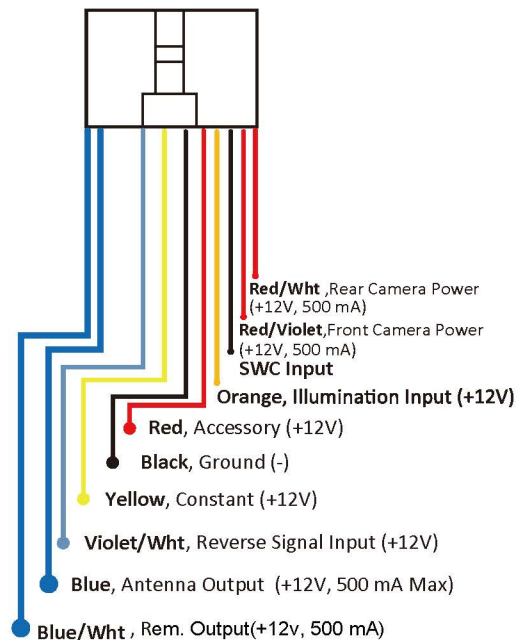 Red/Wht ,Rear Camera Power
(+12V, 500 mA)
Red/Violet,Front Camera Power
(+12V, 500 mA)
SWC Input
Orange, Illumination Input (+12V)
Red, Accessory (+12V)
Black, Ground (-)
Yellow, Constant (+12V)
Violet/Wht, Reverse Signal Input (+12V)
Blue, Antenna Output (+12V, 500 mA Max)
Blue/Wht , Rem. Output(+12v, 500 mA)